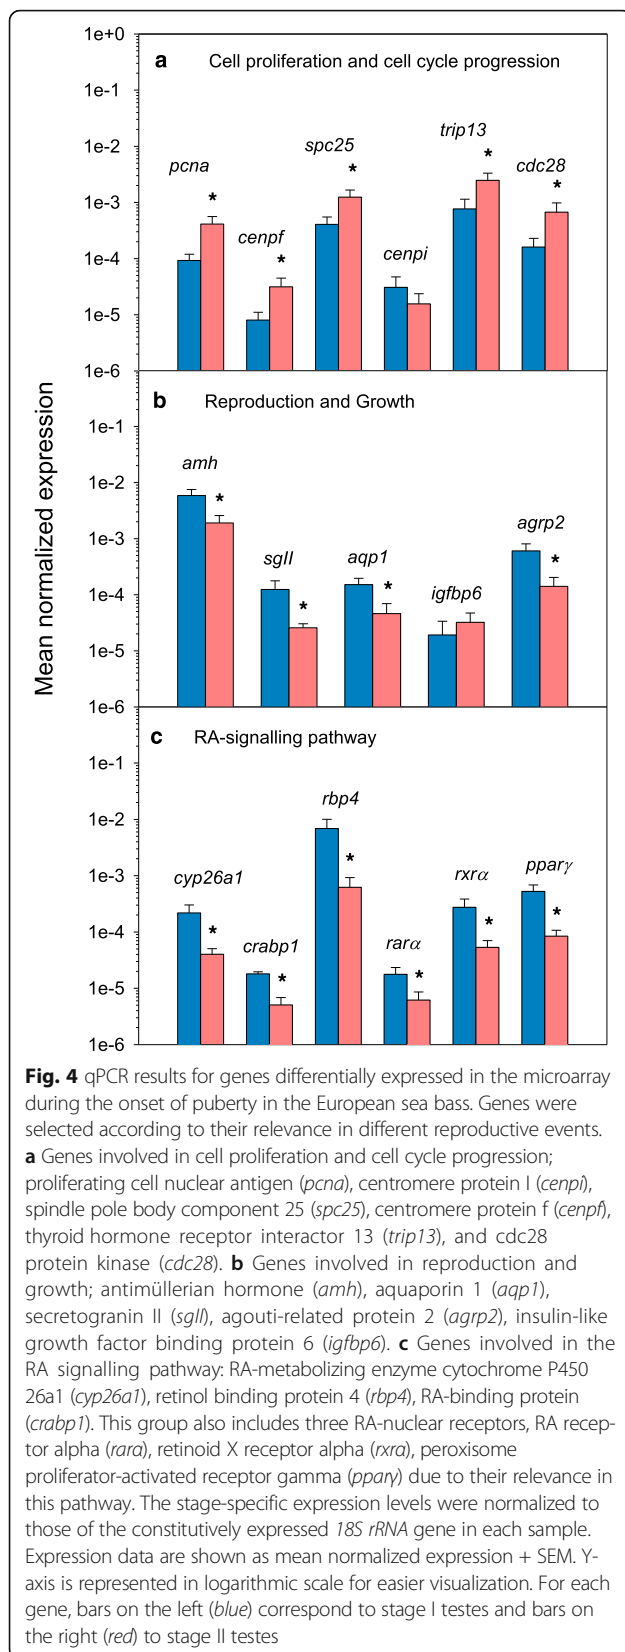 1e+0
a Cell proliferation and cell cycle progression
1e-1
1e-2
trip13
spc25
*
pcna
*
cdc28
*
1e-3
*
cenpf
cenpi
1e-4
*
1e-5
1e-6
Mean normalized expression
b Reproduction and Growth
1e-1
amh
1e-2
*
agrp2
1e-3
sgII
aqp1
*
*
igfbp6
1e-4
*
1e-5
1e-6
c RA-signalling pathway
1e-1
rbp4
1e-2
*
cyp26a1
rxrα
pparγ
1e-3
*
crabp1
rarα
*
*
1e-4
*
*
1e-5
1e-6
Fig. 4 qPCR results for genes differentially expressed in the microarray
during the onset of puberty in the European sea bass. Genes were
selected according to their relevance in different reproductive events.
a Genes involved in cell proliferation and cell cycle progression;
proliferating cell nuclear antigen (pcna), centromere protein I (cenpi),
spindle pole body component 25 (spc25), centromere protein f (cenpf),
thyroid hormone receptor interactor 13 (trip13), and cdc28
protein kinase (cdc28). b Genes involved in reproduction and
growth; antimüllerian hormone (amh), aquaporin 1 (aqp1),
secretogranin II (sgII), agouti-related protein 2 (agrp2), insulin-like
growth factor binding protein 6 (igfbp6). c Genes involved in the
RA signalling pathway: RA-metabolizing enzyme cytochrome P450
26a1 (cyp26a1), retinol binding protein 4 (rbp4), RA-binding protein
(crabp1). This group also includes three RA-nuclear receptors, RA recep-
tor alpha (rara), retinoid X receptor alpha (rxra), peroxisome
proliferator-activated receptor gamma (pparγ) due to their relevance in
this pathway. The stage-specific expression levels were normalized to
those of the constitutively expressed 18S rRNA gene in each sample.
Expression data are shown as mean normalized expression + SEM. Y-
axis is represented in logarithmic scale for easier visualization. For each
gene, bars on the left (blue) correspond to stage I testes and bars on
the right (red) to stage II testes